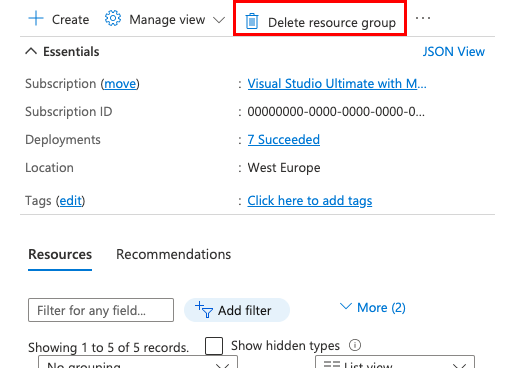 Create Manage view Delete resource group ...
Essentials JSON View
Subscription (move) : Visual Studio Ultimate with M...
Subscription ID : 00000000-0000-0000-0000-0...
Deployments : 7 Succeeded
Location : West Europe
Tags (edit) : Click here to add tags
Resources Recommendations
Filter for any field... Add filter More (2)
Showing 1 to 5 of 5 records. Show hidden types
No grouping List view